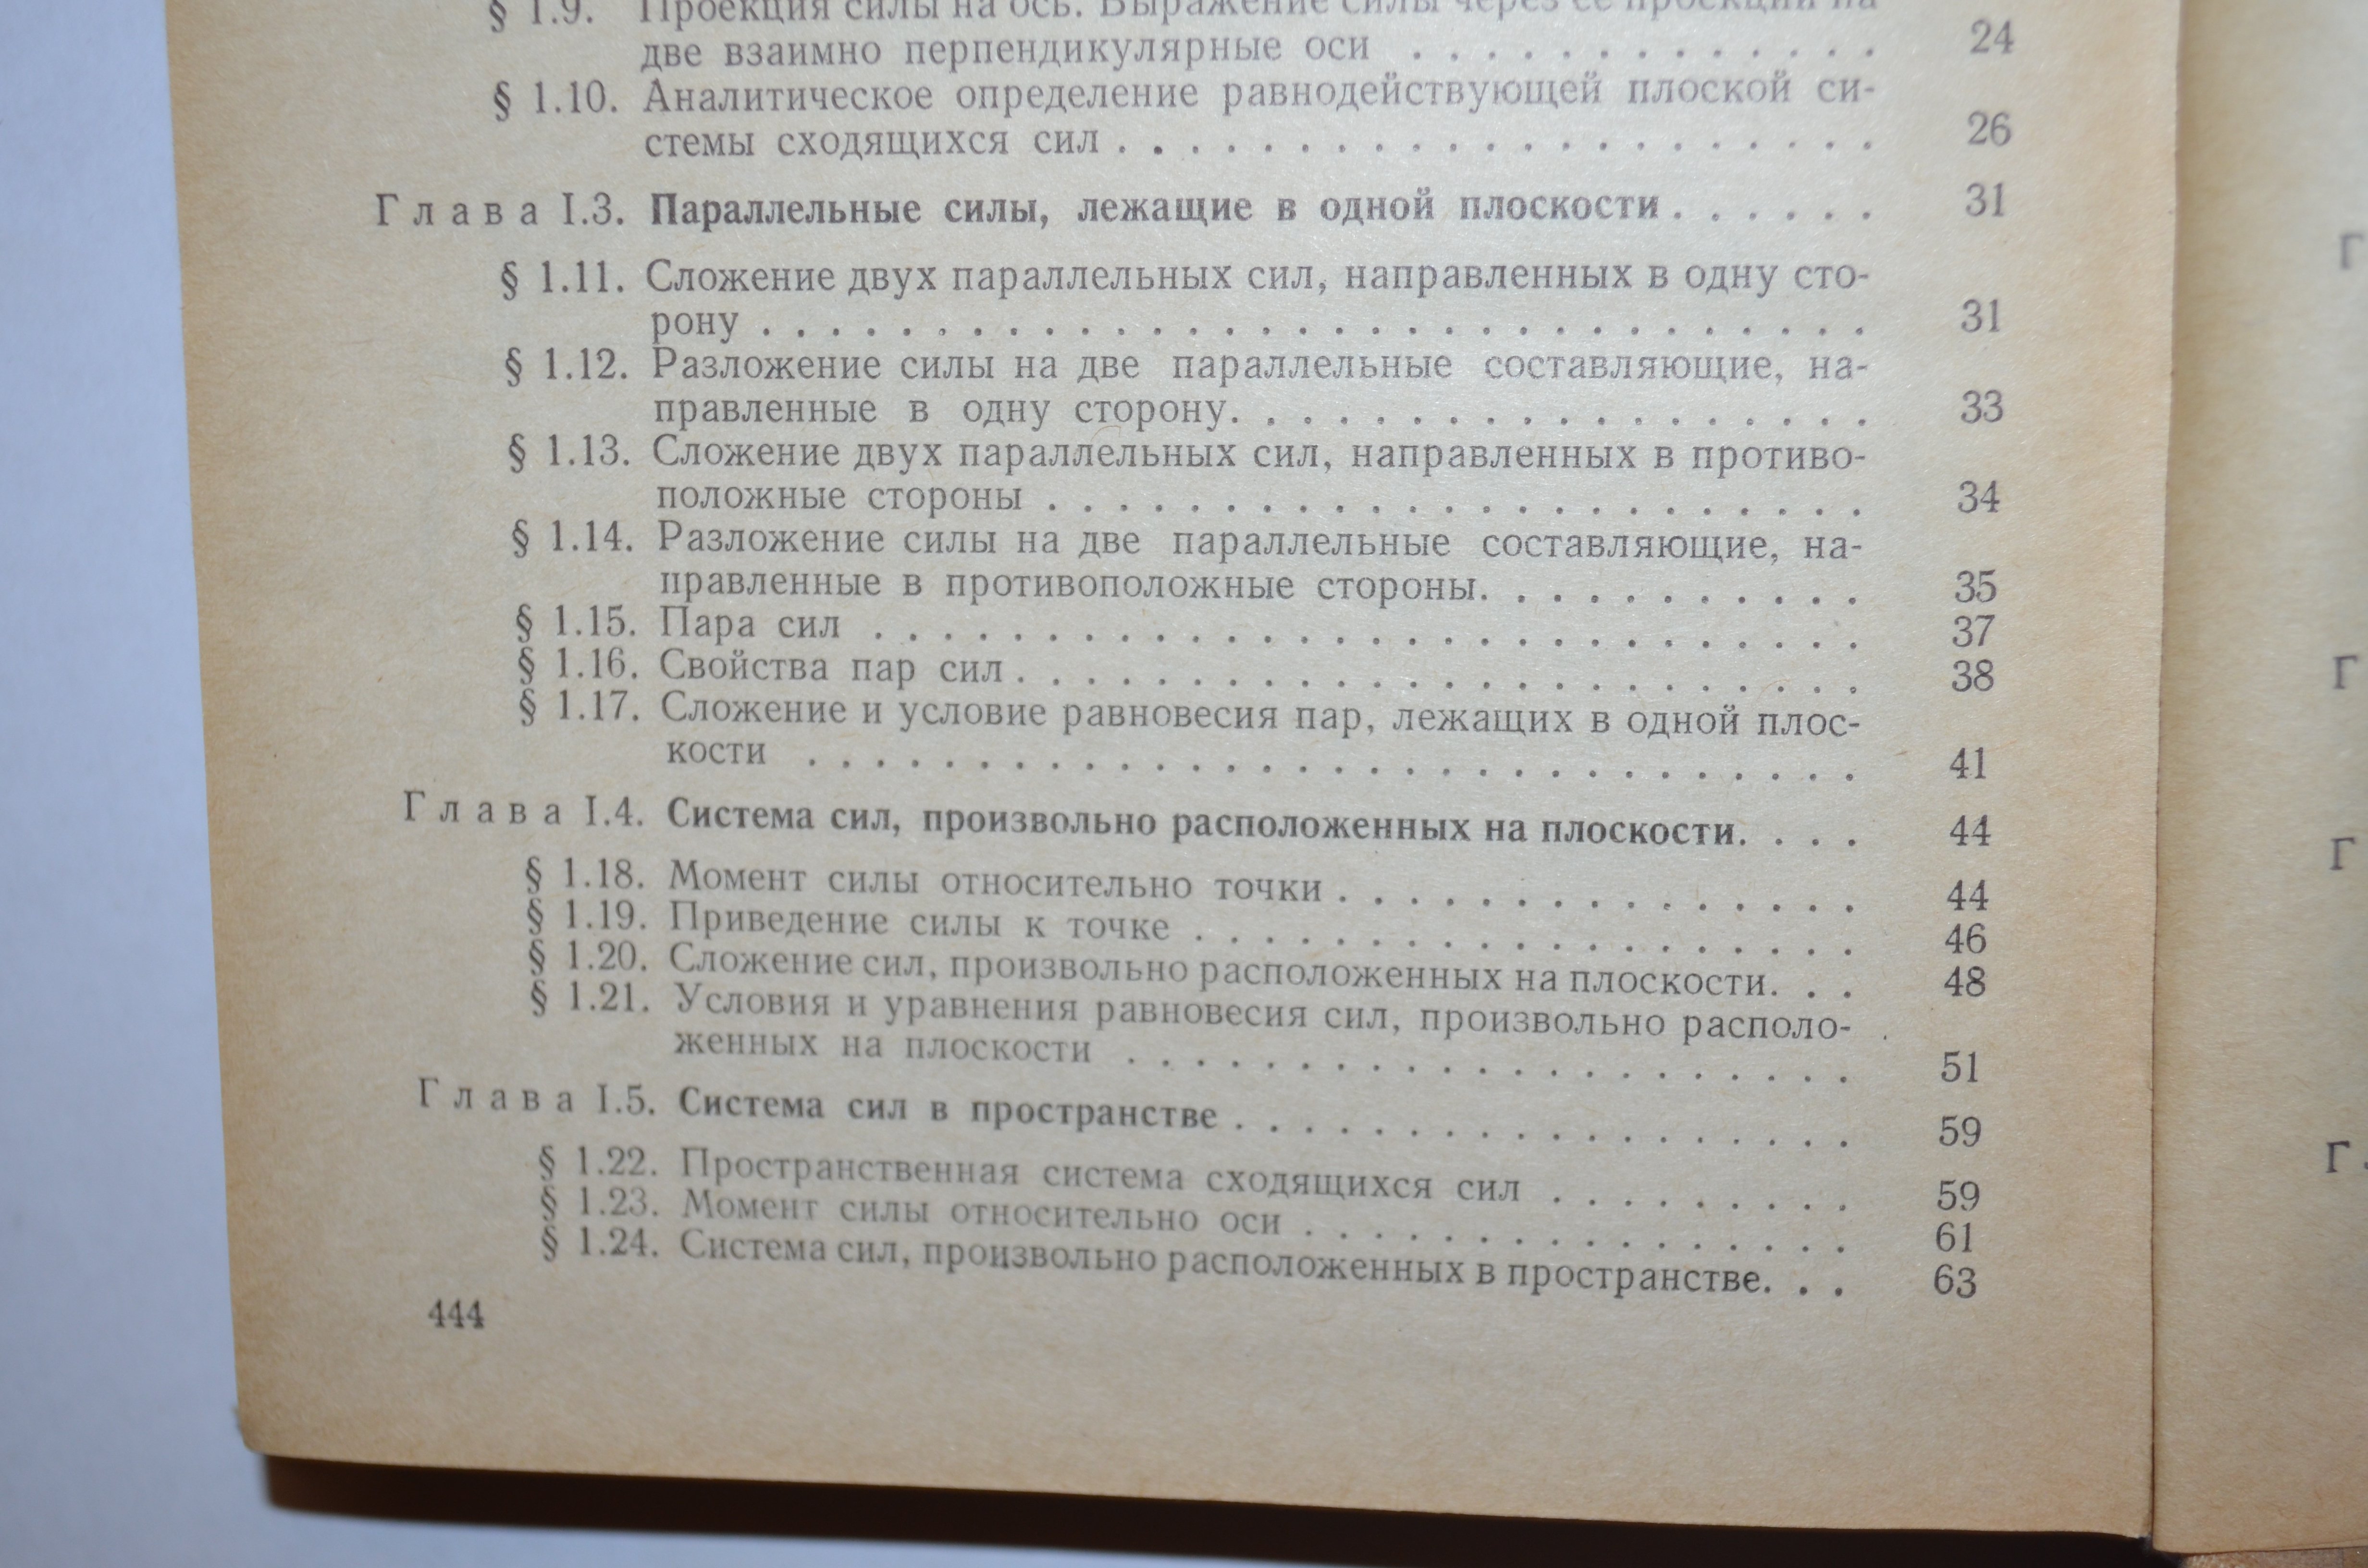 § 1.9. Проекция силы на ось. Выражение силы через ее проекции на
две взаимно перпендикулярные оси . . . . . . . . . . . . . 24
§ 1.10. Аналитическое определение равнодействующей плоской си-
стемы сходящихся сил . . . . . . . . . . . . . . . . . . . . . 26
Глава I.3. Параллельные силы, лежащие в одной плоскости . . . . . . 31
§ 1.11. Сложение двух параллельных сил, направленных в одну сто-
рону . . . . . . . . . . . . . . . . . . . . . . . . . . . . . . . 31
§ 1.12. Разложение силы на две параллельные составляющие, на-
правленные в одну сторону. . . . . . . . . . . . . . . . . . . 33
§ 1.13. Сложение двух параллельных сил, направленных в противо-
положные стороны . . . . . . . . . . . . . . . . . . . . . . . 34
§ 1.14. Разложение силы на две параллельные составляющие, на-
правленные в противоположные стороны. . . . . . . . . . . 35
§ 1.15. Пара сил . . . . . . . . . . . . . . . . . . . . . . . . . . . . 37
§ 1.16. Свойства пар сил . . . . . . . . . . . . . . . . . . . . . . . . 38
§ 1.17. Сложение и условие равновесия пар, лежащих в одной плос-
кости . . . . . . . . . . . . . . . . . . . . . . . . . . . . . . 41
Глава I.4. Система сил, произвольно расположенных на плоскости. . . . 44
§ 1.18. Момент силы относительно точки . . . . . . . . . . . . . . . 44
§ 1.19. Приведение силы к точке . . . . . . . . . . . . . . . . . . . 46
§ 1.20. Сложение сил, произвольно расположенных на плоскости. . . 48
§ 1.21. Условия и уравнения равновесия сил, произвольно располо-
женных на плоскости . . . . . . . . . . . . . . . . . . . . . 51
Глава I.5. Система сил в пространстве . . . . . . . . . . . . . . . . . . 59
§ 1.22. Пространственная система сходящихся сил . . . . . . . . . 59
§ 1.23. Момент силы относительно оси . . . . . . . . . . . . . . . . 61
§ 1.24. Система сил, произвольно расположенных в пространстве. . . 63
444
Г
Г
Г
Г